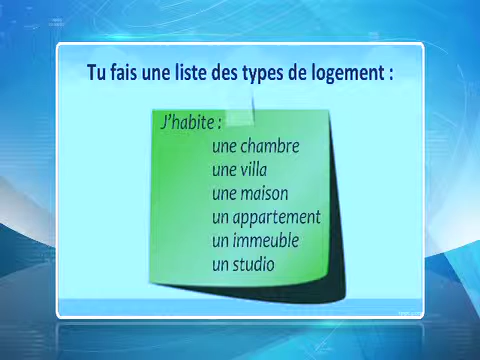 Tu fais une liste des types de logement :
J'habite :
une chambre
une villa
une maison
un appartement
un immeuble
un studio